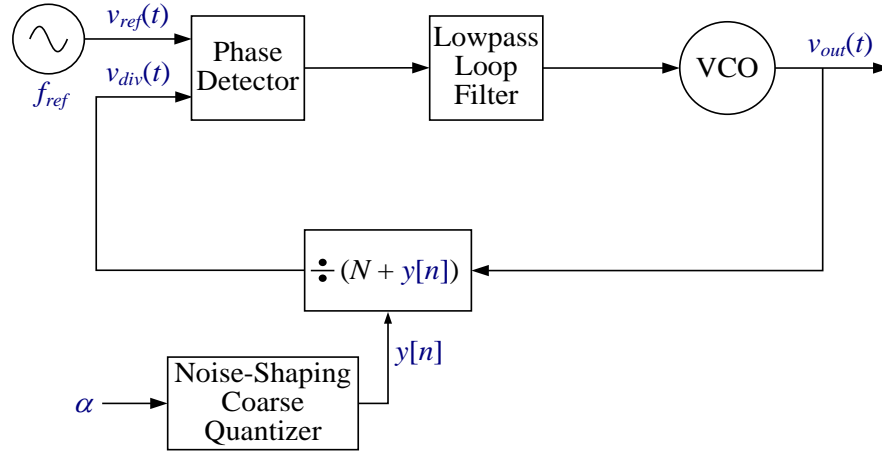 v_ref(t)
v_div(t)
f_ref
Phase
Detector
Lowpass
Loop
Filter
VCO
v_out(t)
÷ (N + y[n])
y[n]
α
Noise-Shaping
Coarse
Quantizer